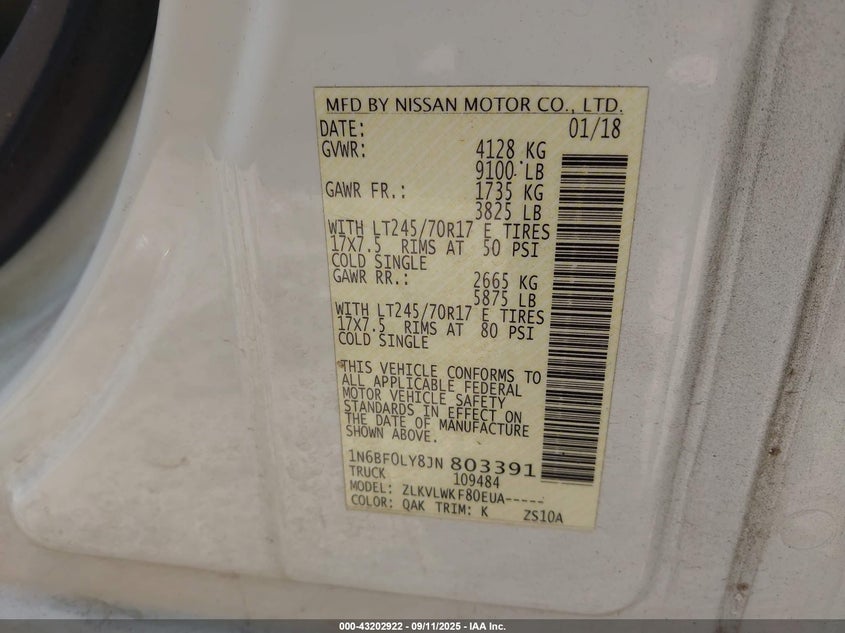 MFD BY NISSAN MOTOR CO., LTD.
DATE: 01/18
GVWR: 4128 KG
9100 LB
GAWR FR.: 1735 KG
3825 LB
WITH LT245/70R17 E TIRES
17X7.5 RIMS AT 50 PSI
COLD SINGLE
GAWR RR.: 2665 KG
5875 LB
WITH LT245/70R17 E TIRES
17X7.5 RIMS AT 80 PSI
COLD SINGLE
THIS VEHICLE CONFORMS TO
ALL APPLICABLE FEDERAL
MOTOR VEHICLE SAFETY
STANDARDS IN EFFECT ON
THE DATE OF MANUFACTURE
SHOWN ABOVE.
1N6BF0LY8JN 803391
TRUCK 109484
MODEL: ZLKVLWKF80EUA-----
COLOR: QAK TRIM: K ZS10A
000-43202922 - 09/11/2025 - IAA Inc.